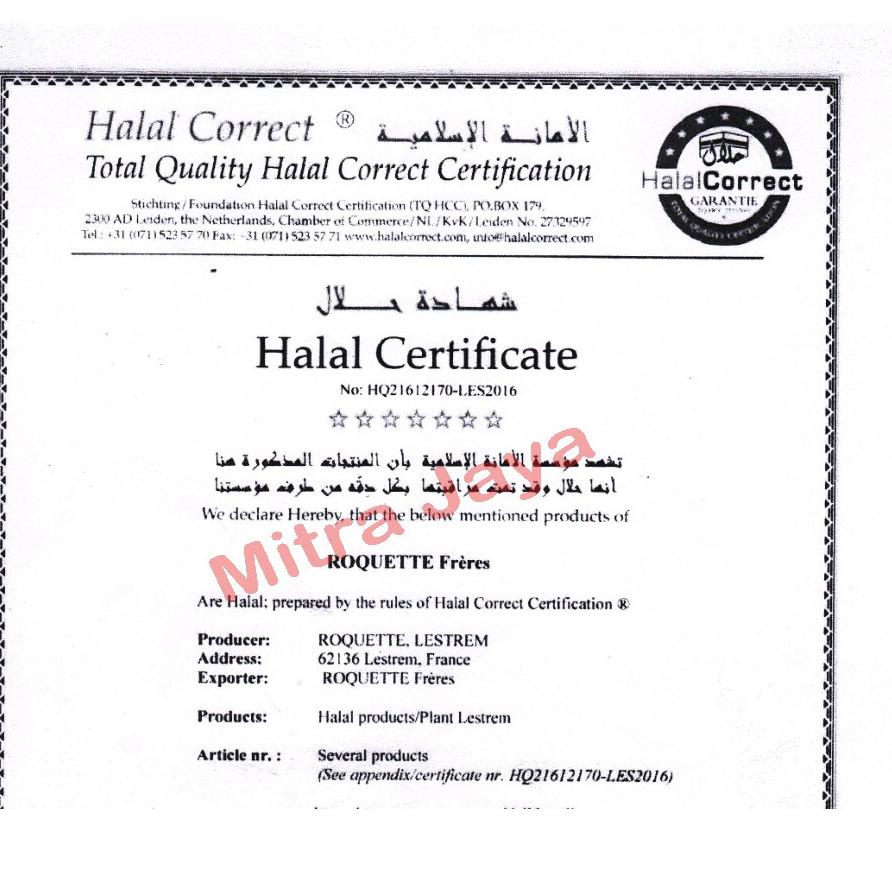 Halal Correct ® الأمانة الإسلامية
Total Quality Halal Correct Certification
Stichting/Foundation Halal Correct Certification (TQ HCC), PO.BOX 179,
2300 AD Leiden, the Netherlands, Chamber of Commerce/NL/KvK/Leiden No. 27329597
Tel.: +31 (071) 523 57 70 Fax: +31 (071) 523 57 71 www.halalcorrect.com, info@halalcorrect.com
حلال
HalalCorrect
GARANTIE
TOTAL QUALITY CERTIFICATION
شهادة حلال
Halal Certificate
No: HQ21612170-LES2016
تشهد مؤسسة الأمانة الإسلامية بأن المنتجات المذكورة هنا
أنها حلال وقد تمت مراقبتها بكل دقة من طرف مؤسستنا
We declare Hereby, that the below mentioned products of
Mitra Jaya
ROQUETTE Frères
Are Halal; prepared by the rules of Halal Correct Certification ®
Producer: ROQUETTE, LESTREM
Address: 62136 Lestrem, France
Exporter: ROQUETTE Frères
Products: Halal products/Plant Lestrem
Article nr. : Several products
(See appendix/certificate nr. HQ21612170-LES2016)